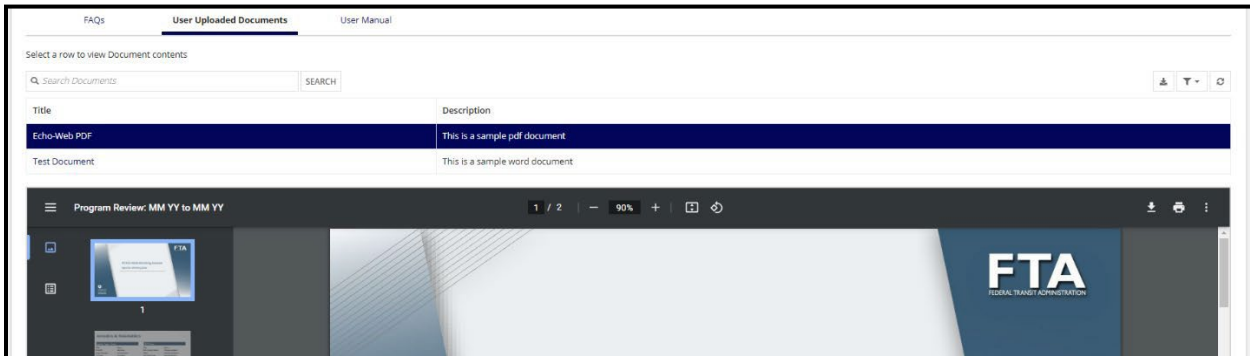 FAQs User Uploaded Documents User Manual
Select a row to view Document contents
Search Documents SEARCH
Title Description
Echo-Web PDF This is a sample pdf document
Test Document This is a sample word document
Program Review: MM YY to MM YY 1 / 2 90%
FTA
FTA
FEDERAL TRANSIT ADMINISTRATION
1